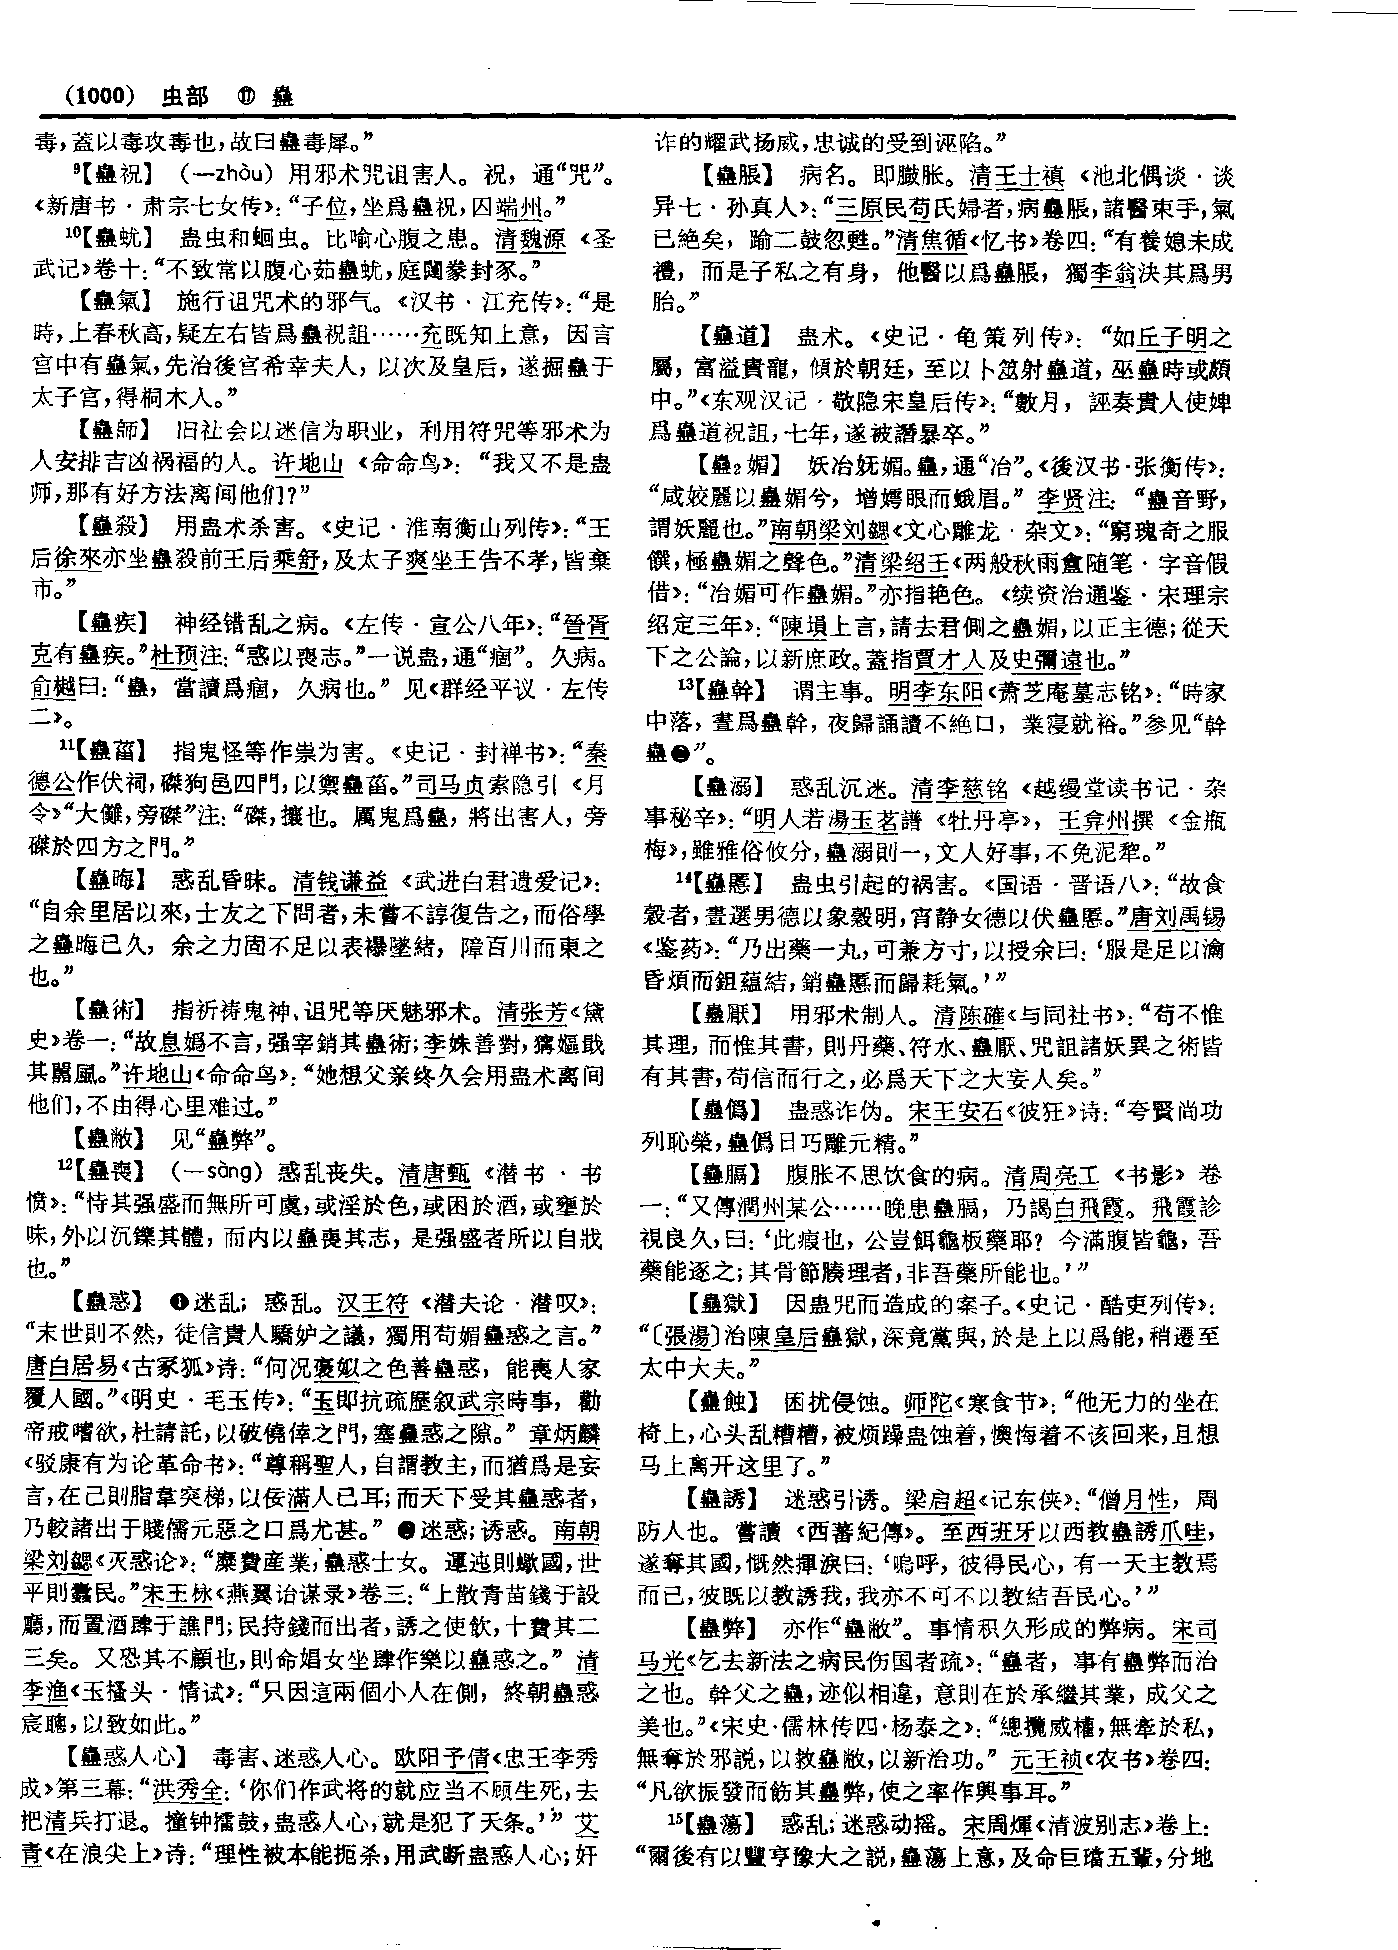 (1000) 虫部 ⑰ 蠱
毒，蓋以毒攻毒也，故曰蠱毒犀。”
⁹【蠱祝】 (—zhòu) 用邪术咒诅害人。祝，通“咒”。
《新唐书·肃宗七女传》：“子位，坐爲蠱祝，囚端州。”
¹⁰【蠱蚘】 蛊虫和蛔虫。比喻心腹之患。清魏源《圣
武记》卷十：“不致常以腹心茹蠱蚘，庭闥豢封豕。”
【蠱氣】 施行诅咒术的邪气。《汉书·江充传》：“是
時，上春秋高，疑左右皆爲蠱祝詛……充既知上意，因言
宫中有蠱氣，先治後宫希幸夫人，以次及皇后，遂掘蠱于
太子宫，得桐木人。”
【蠱師】 旧社会以迷信为职业，利用符咒等邪术为
人安排吉凶祸福的人。许地山《命命鸟》：“我又不是蛊
师，那有好方法离间他们？”
【蠱殺】 用蛊术杀害。《史记·淮南衡山列传》：“王
后徐來亦坐蠱殺前王后乘舒，及太子爽坐王告不孝，皆棄
市。”
【蠱疾】 神经错乱之病。《左传·宣公八年》：“晉胥
克有蠱疾。”杜预注：“惑以喪志。”一说蛊，通“痼”。久病。
俞樾曰：“蠱，當讀爲痼，久病也。”见《群经平议·左传
二》。
¹¹【蠱菑】 指鬼怪等作祟为害。《史记·封禅书》：“秦
德公作伏祠，磔狗邑四門，以禦蠱菑。”司马贞索隐引《月
令》“大儺，旁磔”注：“磔，攘也。厲鬼爲蠱，將出害人，旁
磔於四方之門。”
【蠱晦】 惑乱昏昧。清钱谦益《武进白君遗爱记》：
“自余里居以來，士友之下問者，未嘗不諄復告之，而俗學
之蠱晦已久，余之力固不足以表襮墜緒，障百川而東之
也。”
【蠱術】 指祈祷鬼神、诅咒等厌魅邪术。清张芳《黛
史》卷一：“故息嬀不言，强宰銷其蠱術；李姝善對，獷嫗戢
其嚚風。”许地山《命命鸟》：“她想父亲终久会用蛊术离间
他们，不由得心里难过。”
【蠱敝】 见“蠱弊”。
¹²【蠱喪】 (—sàng) 惑乱丧失。清唐甄《潜书·书
愤》：“恃其强盛而無所可虞，或淫於色，或困於酒，或壅於
味，外以沉鑠其體，而内以蠱喪其志，是强盛者所以自戕
也。”
【蠱惑】 ❶迷乱；惑乱。汉王符《潜夫论·潜叹》：
“末世則不然，徒信貴人驕妒之議，獨用苟媚蠱惑之言。”
唐白居易《古冢狐》诗：“何况褒姒之色善蠱惑，能喪人家
覆人國。”《明史·毛玉传》：“玉即抗疏歷叙武宗時事，勸
帝戒嗜欲，杜請託，以破僥倖之門，塞蠱惑之隙。”章炳麟
《驳康有为论革命书》：“尊稱聖人，自謂教主，而猶爲是妄
言，在己則脂韋突梯，以佞滿人已耳；而天下受其蠱惑者，
乃較諸出于賤儒元惡之口爲尤甚。”❷迷惑；诱惑。南朝
梁刘勰《灭惑论》：“糜費産業，蠱惑士女。運迍則蠍國，世
平則蠹民。”宋王栐《燕翼诒谋录》卷三：“上散青苗錢于設
廳，而置酒肆于譙門；民持錢而出者，誘之使飲，十費其二
三矣。又恐其不顧也，則命娼女坐肆作樂以蠱惑之。”清
李渔《玉搔头·情试》：“只因這兩個小人在側，終朝蠱惑
宸聰，以致如此。”
【蠱惑人心】 毒害、迷惑人心。欧阳予倩《忠王李秀
成》第三幕：“洪秀全：‘你们作武将的就应当不顾生死，去
把清兵打退。撞钟擂鼓，蛊惑人心，就是犯了天条。’”艾
青《在浪尖上》诗：“理性被本能扼杀，用武断蛊惑人心；奸
诈的耀武扬威，忠诚的受到诬陷。”
【蠱脹】 病名。即臌胀。清王士禛《池北偶谈·谈
异七·孙真人》：“三原民荀氏婦者，病蠱脹，諸醫束手，氣
已絶矣，踰二鼓忽甦。”清焦循《忆书》卷四：“有養媳未成
禮，而是子私之有身，他醫以爲蠱脹，獨李翁決其爲男
胎。”
【蠱道】 蛊术。《史记·龟策列传》：“如丘子明之
屬，富溢貴寵，傾於朝廷，至以卜筮射蠱道，巫蠱時或頗
中。”《东观汉记·敬隐宋皇后传》：“數月，誣奏貴人使婢
爲蠱道祝詛，七年，遂被譖暴卒。”
【蠱₂媚】 妖冶妩媚。蠱，通“冶”。《後汉书·张衡传》：
“咸姣麗以蠱媚兮，增嫮眼而蛾眉。”李贤注：“蠱音野，
謂妖麗也。”南朝梁刘勰《文心雕龙·杂文》：“窮瑰奇之服
饌，極蠱媚之聲色。”清梁绍壬《两般秋雨盦随笔·字音假
借》：“冶媚可作蠱媚。”亦指艳色。《续资治通鉴·宋理宗
绍定三年》：“陳塤上言，請去君側之蠱媚，以正主德；從天
下之公論，以新庶政。蓋指賈才人及史彌遠也。”
¹³【蠱幹】 谓主事。明李东阳《萧芝庵墓志铭》：“時家
中落，晝爲蠱幹，夜歸誦讀不絶口，業寖就裕。”参见“幹
蠱❷”。
【蠱溺】 惑乱沉迷。清李慈铭《越缦堂读书记·杂
事秘辛》：“明人若湯玉茗譜《牡丹亭》，王弇州撰《金瓶
梅》，雖雅俗攸分，蠱溺則一，文人好事，不免泥犂。”
¹⁴【蠱慝】 蛊虫引起的祸害。《国语·晋语八》：“故食
穀者，晝選男德以象穀明，宵静女德以伏蠱慝。”唐刘禹锡
《鉴药》：“乃出藥一丸，可兼方寸，以授余曰：‘服是足以瀹
昏煩而鉏蘊結，銷蠱慝而歸耗氣。’”
【蠱厭】 用邪术制人。清陈確《与同社书》：“苟不惟
其理，而惟其書，則丹藥、符水、蠱厭、咒詛諸妖異之術皆
有其書，苟信而行之，必爲天下之大妄人矣。”
【蠱僞】 蛊惑诈伪。宋王安石《彼狂》诗：“夸賢尚功
列恥榮，蠱僞日巧雕元精。”
【蠱膈】 腹胀不思饮食的病。清周亮工《书影》卷
一：“又傳潤州某公……晚患蠱膈，乃謁白飛霞。飛霞診
視良久，曰：‘此瘕也，公豈餌龜板藥耶？今滿腹皆龜，吾
藥能逐之；其骨節腠理者，非吾藥所能也。’”
【蠱獄】 因蛊咒而造成的案子。《史记·酷吏列传》：
“〔張湯〕治陳皇后蠱獄，深竟黨與，於是上以爲能，稍遷至
太中大夫。”
【蠱蝕】 困扰侵蚀。师陀《寒食节》：“他无力的坐在
椅上，心头乱糟糟，被烦躁蛊蚀着，懊悔着不该回来，且想
马上离开这里了。”
【蠱誘】 迷惑引诱。梁启超《记东侠》：“僧月性，周
防人也。嘗讀《西蕃紀傳》。至西班牙以西教蠱誘爪哇，
遂奪其國，慨然揮淚曰：‘嗚呼，彼得民心，有一天主教焉
而已，彼既以教誘我，我亦不可不以教結吾民心。’”
【蠱弊】 亦作“蠱敝”。事情积久形成的弊病。宋司
马光《乞去新法之病民伤国者疏》：“蠱者，事有蠱弊而治
之也。幹父之蠱，迹似相違，意則在於承繼其業，成父之
美也。”《宋史·儒林传四·杨泰之》：“總攬威權，無牽於私，
無奪於邪説，以救蠱敝，以新治功。”元王祯《农书》卷四：
“凡欲振發而飭其蠱弊，使之率作興事耳。”
¹⁵【蠱蕩】 惑乱；迷惑动摇。宋周煇《清波别志》卷上：
“爾後有以豐亨豫大之説，蠱蕩上意，及命巨璫五輩，分地